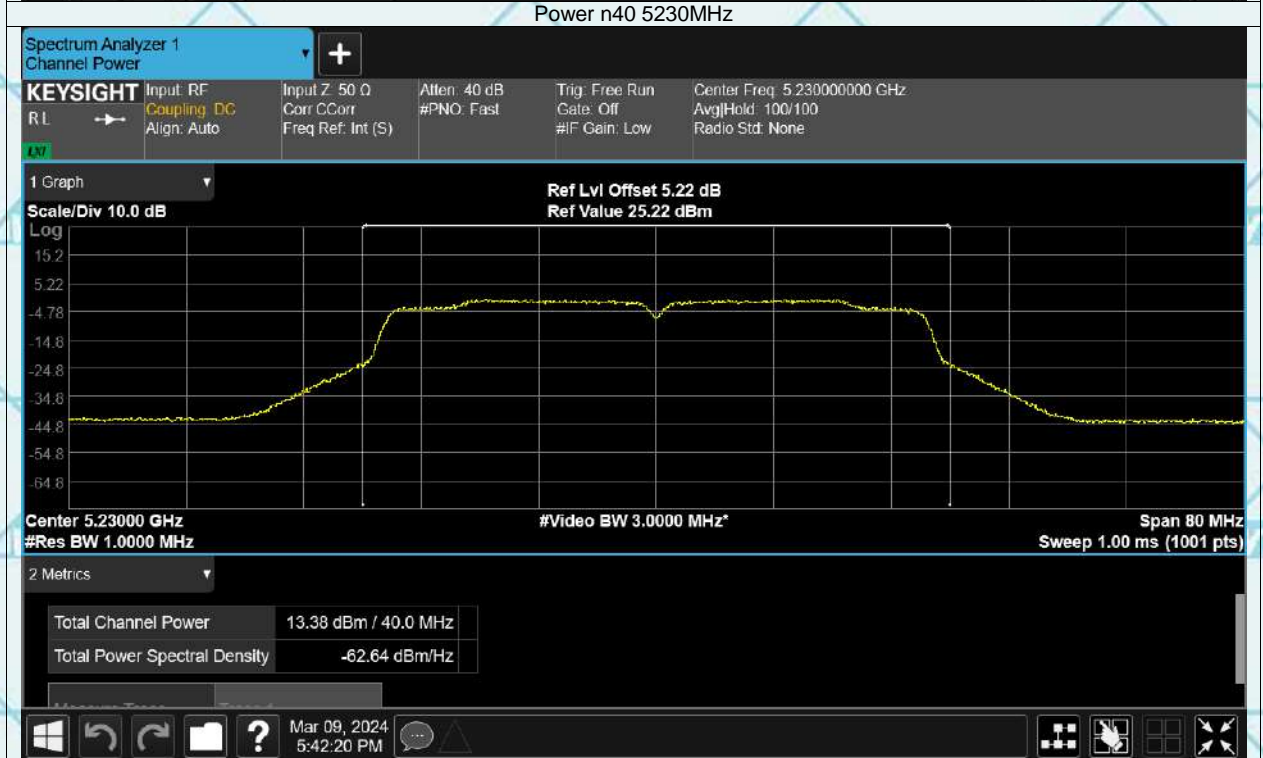 Power n40 5230MHz
Spectrum Analyzer 1
Channel Power
+
KEYSIGHT
R L
LXI
Input: RF
Coupling: DC
Align: Auto
Input Z: 50 Ω
Corr CCorr
Freq Ref: Int (S)
Atten: 40 dB
#PNO: Fast
Trig: Free Run
Gate: Off
#IF Gain: Low
Center Freq: 5.230000000 GHz
Avg|Hold: 100/100
Radio Std: None
1 Graph
Scale/Div 10.0 dB
Ref Lvl Offset 5.22 dB
Ref Value 25.22 dBm
Log
15.2
5.22
-4.78
-14.8
-24.8
-34.8
-44.8
-54.8
-64.8
Center 5.23000 GHz
#Video BW 3.0000 MHz*
Span 80 MHz
#Res BW 1.0000 MHz
Sweep 1.00 ms (1001 pts)
2 Metrics
Total Channel Power 13.38 dBm / 40.0 MHz
Total Power Spectral Density -62.64 dBm/Hz
?
Mar 09, 2024
5:42:20 PM